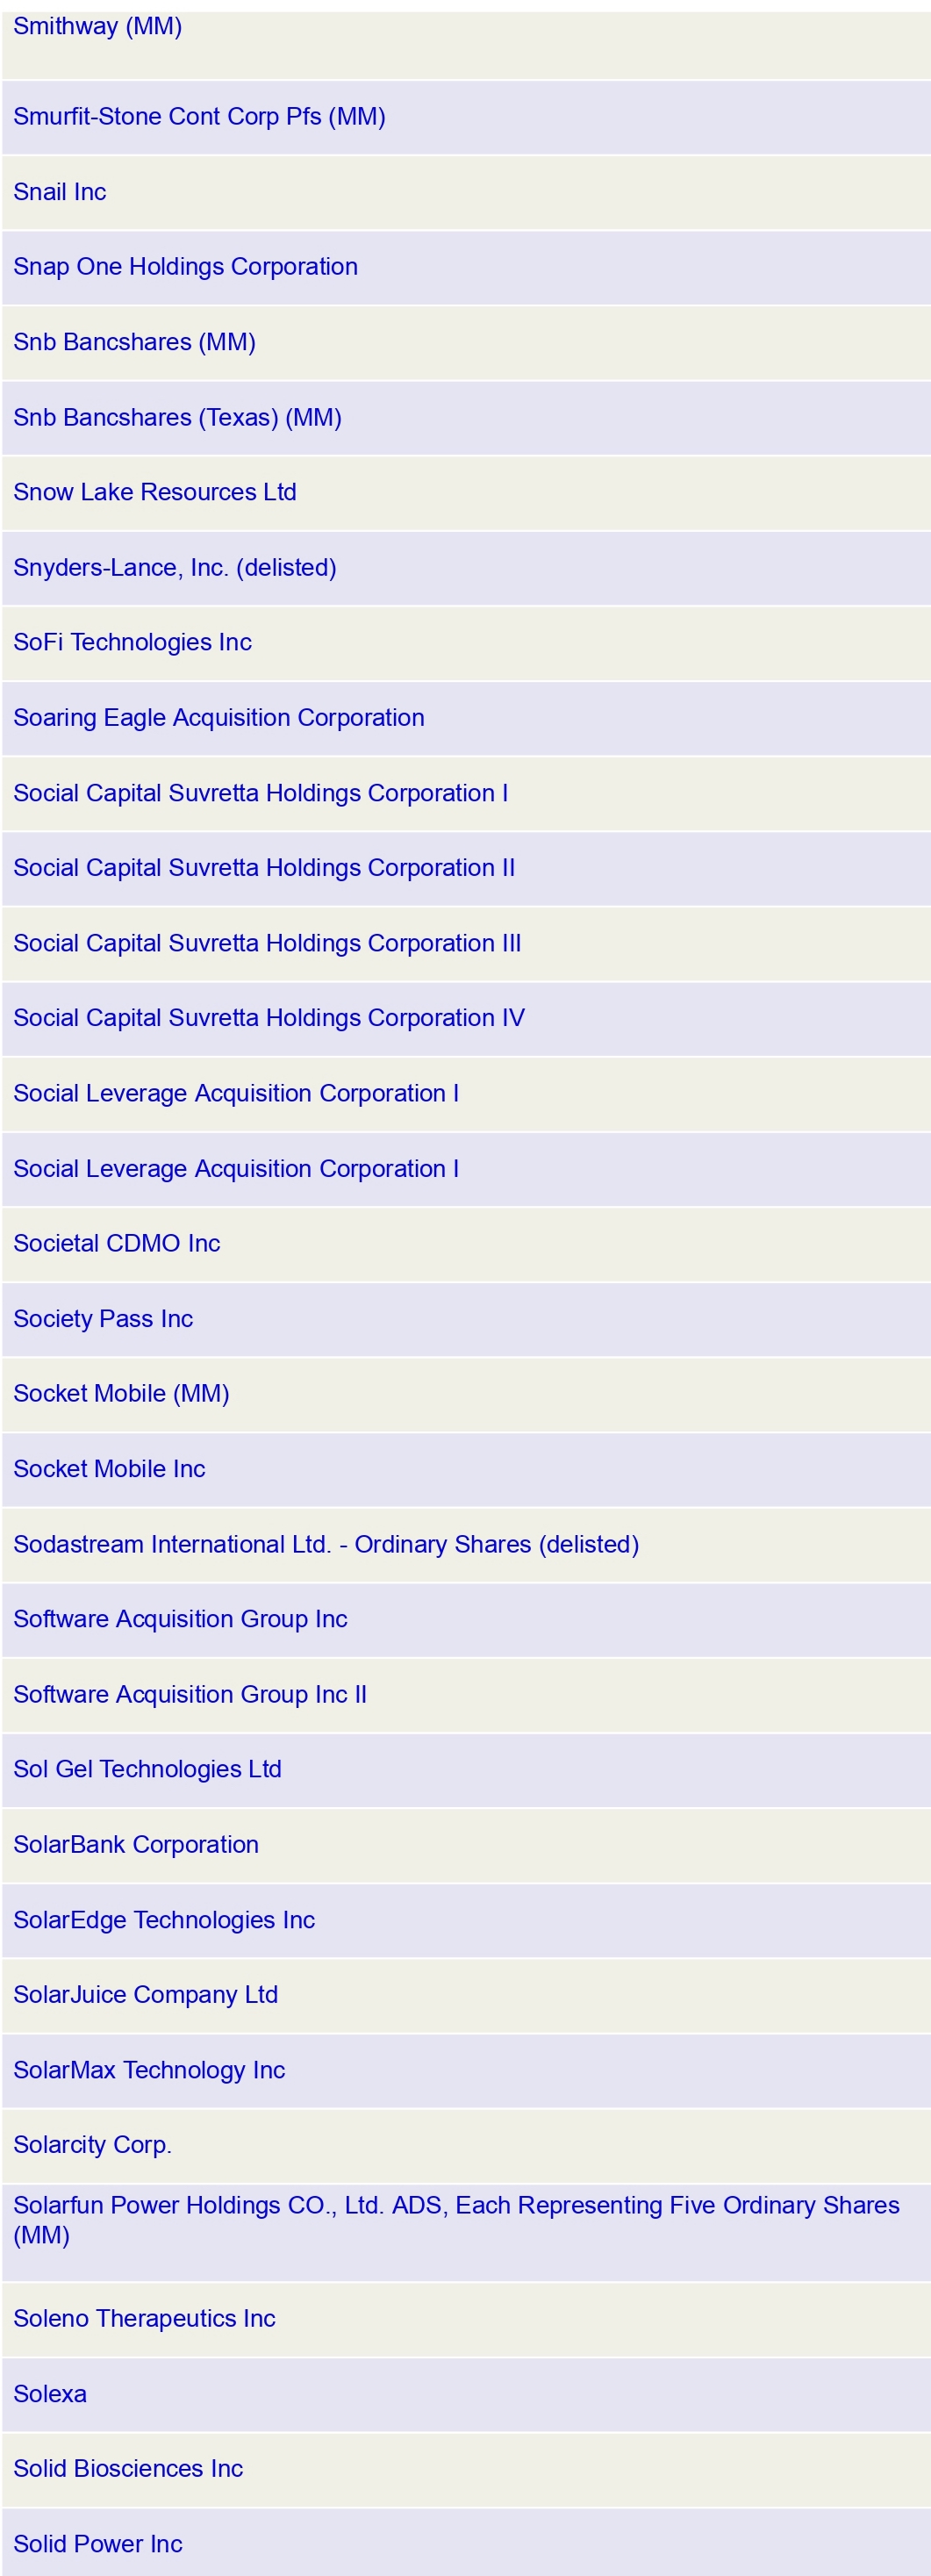 Smithway (MM)
Smurfit-Stone Cont Corp Pfs (MM)
Snail Inc
Snap One Holdings Corporation
Snb Bancshares (MM)
Snb Bancshares (Texas) (MM)
Snow Lake Resources Ltd
Snyders-Lance, Inc. (delisted)
SoFi Technologies Inc
Soaring Eagle Acquisition Corporation
Social Capital Suvretta Holdings Corporation I
Social Capital Suvretta Holdings Corporation II
Social Capital Suvretta Holdings Corporation III
Social Capital Suvretta Holdings Corporation IV
Social Leverage Acquisition Corporation I
Social Leverage Acquisition Corporation I
Societal CDMO Inc
Society Pass Inc
Socket Mobile (MM)
Socket Mobile Inc
Sodastream International Ltd. - Ordinary Shares (delisted)
Software Acquisition Group Inc
Software Acquisition Group Inc II
Sol Gel Technologies Ltd
SolarBank Corporation
SolarEdge Technologies Inc
SolarJuice Company Ltd
SolarMax Technology Inc
Solarcity Corp.
Solarfun Power Holdings CO., Ltd. ADS, Each Representing Five Ordinary Shares
(MM)
Soleno Therapeutics Inc
Solexa
Solid Biosciences Inc
Solid Power Inc